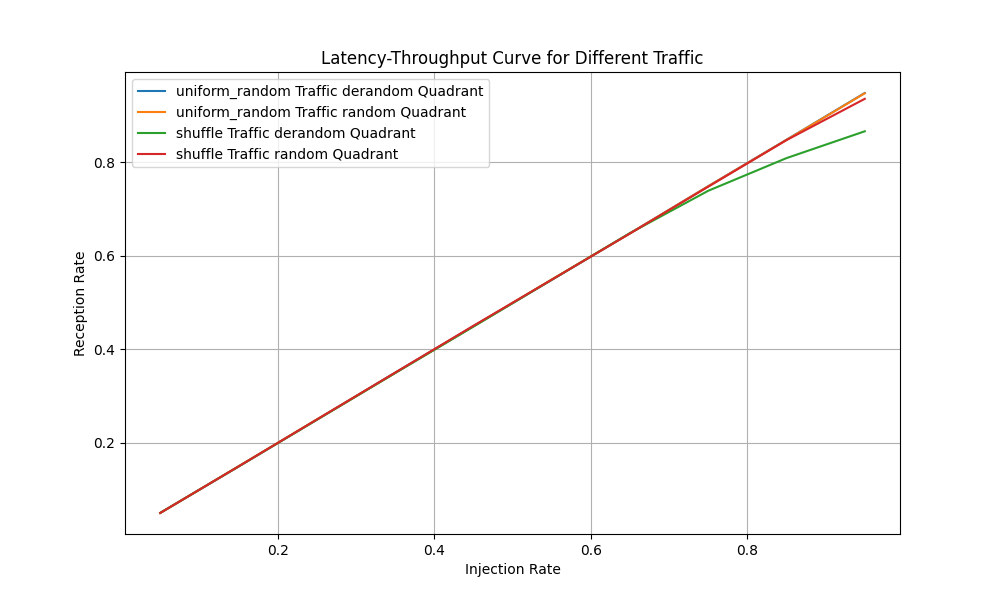 Latency-Throughput Curve for Different Traffic
uniform_random Traffic derandom Quadrant
uniform_random Traffic random Quadrant
shuffle Traffic derandom Quadrant
shuffle Traffic random Quadrant
Reception Rate
0.8
0.6
0.4
0.2
0.2 0.4 0.6 0.8
Injection Rate